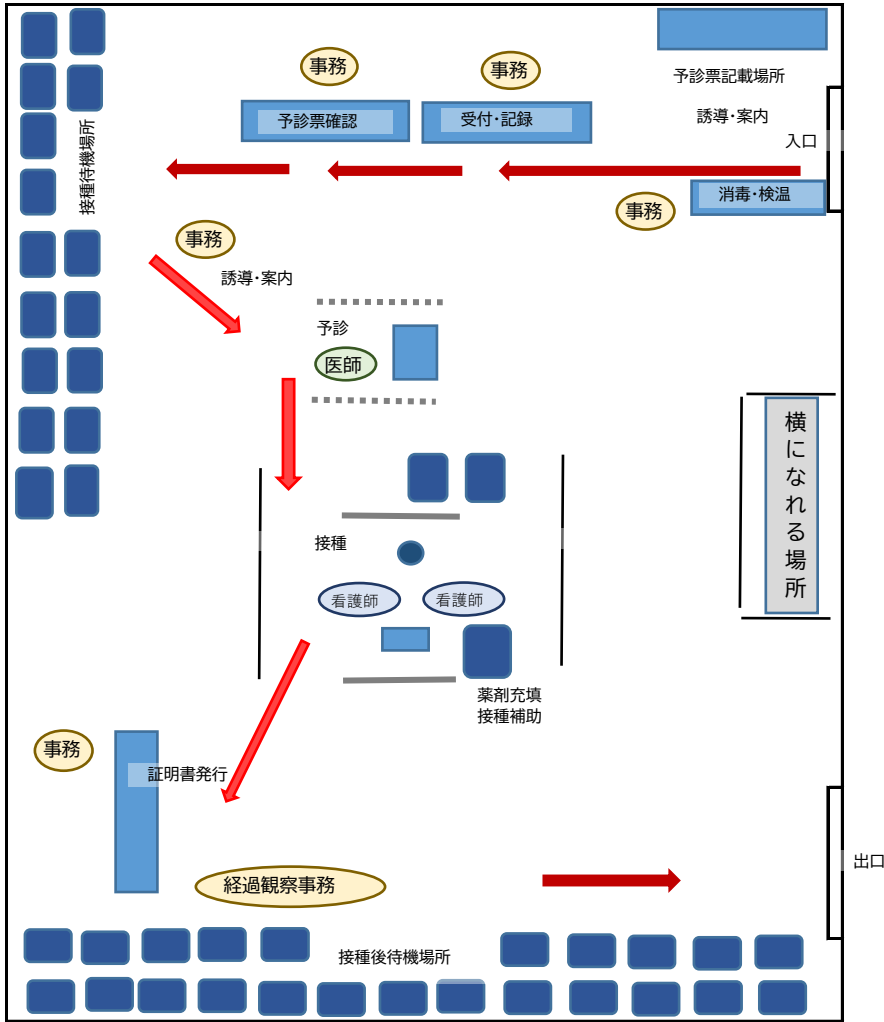 事務
事務
予診票記載場所
予診票確認
受付・記録
誘導・案内
入口
接種待機場所
消毒・検温
事務
事務
誘導・案内
予診
医師
横になれる場所
接種
看護師
看護師
薬剤充填
接種補助
事務
証明書発行
出口
経過観察事務
接種後待機場所